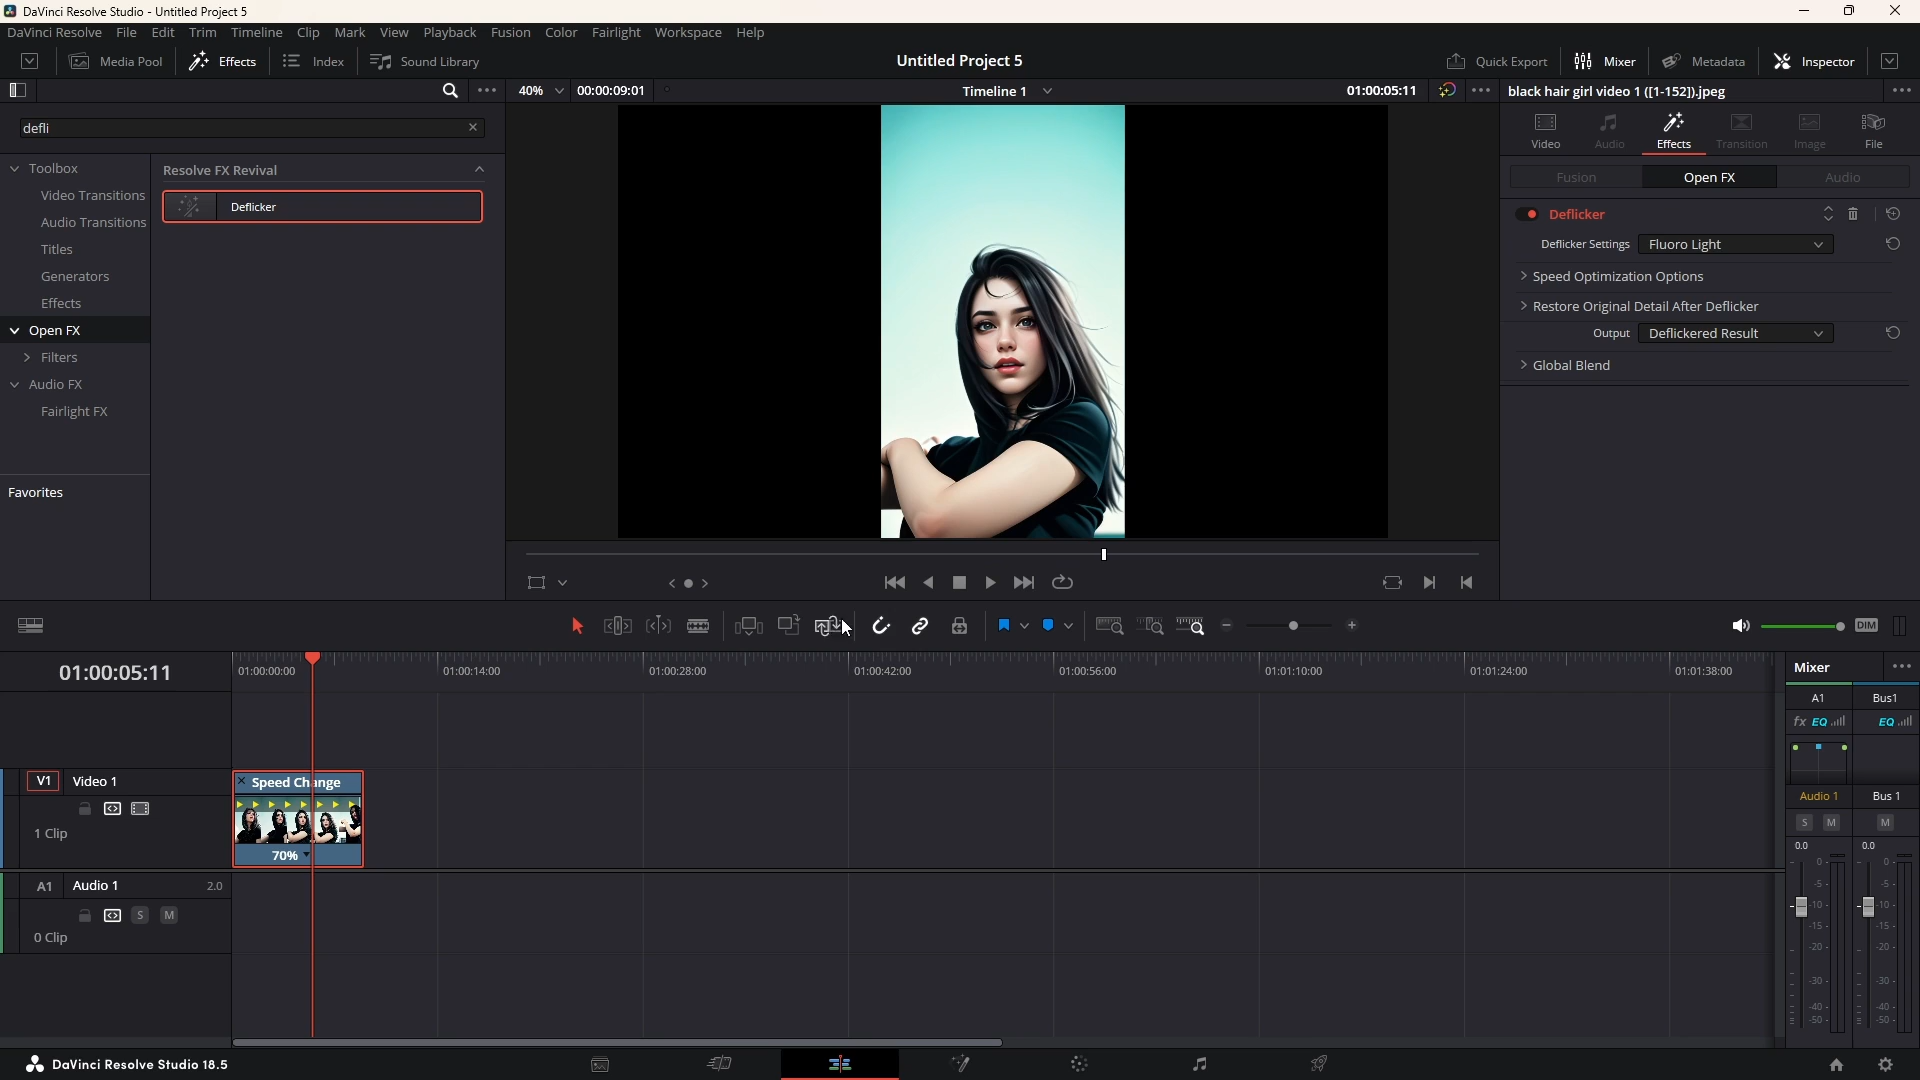 DaVinci Resolve Studio - Untitled Project 5
DaVinci Resolve File Edit Trim Timeline Clip Mark View Playback Fusion Color Fairlight Workspace Help
Media Pool Effects Index Sound Library
Untitled Project 5
Quick Export Mixer Metadata Inspector
40% 00:00:09:01
Timeline 1
01:00:05:11
black hair girl video 1 ([1-152]).jpeg
defli
Toolbox
Video Transitions
Audio Transitions
Titles
Generators
Effects
Open FX
Filters
Audio FX
Fairlight FX
Favorites
Resolve FX Revival
Deflicker
Video Audio Effects Transition Image File
Fusion Open FX Audio
Deflicker
Deflicker Settings Fluoro Light
Speed Optimization Options
Restore Original Detail After Deflicker
Output Deflickered Result
Global Blend
DIM
01:00:05:11
01:00:00:00 01:00:14:00 01:00:28:00 01:00:42:00 01:00:56:00 01:01:10:00 01:01:24:00 01:01:38:00
V1 Video 1
1 Clip
Speed Change
70%
A1 Audio 1 2.0
S M
0 Clip
Mixer
A1 Bus1
fx EQ EQ
Audio 1 Bus 1
S M M
0.0 0.0
0 0
-5 -5
-10 -10
-15 -15
-20 -20
-30 -30
-40 -40
-50 -50
DaVinci Resolve Studio 18.5